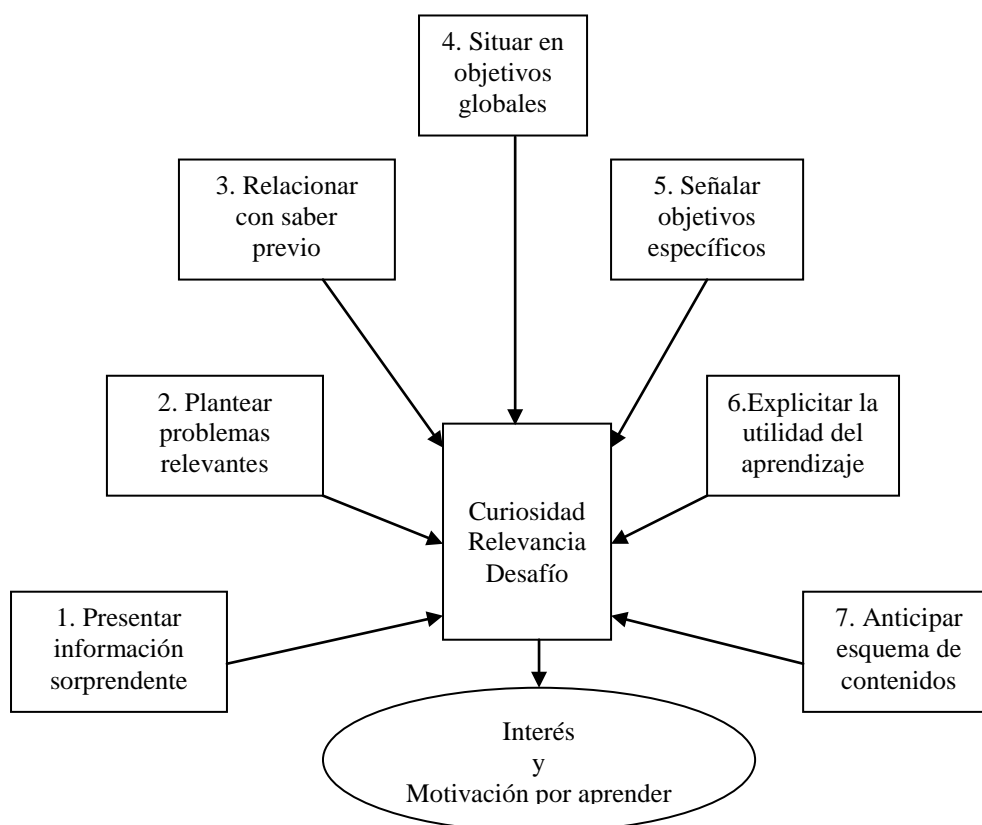 4. Situar en
objetivos
globales
3. Relacionar
con saber
previo
5. Señalar
objetivos
específicos
2. Plantear
problemas
relevantes
6.Explicitar la
utilidad del
aprendizaje
Curiosidad
Relevancia
Desafío
1. Presentar
información
sorprendente
7. Anticipar
esquema de
contenidos
Interés
y
Motivación por aprender